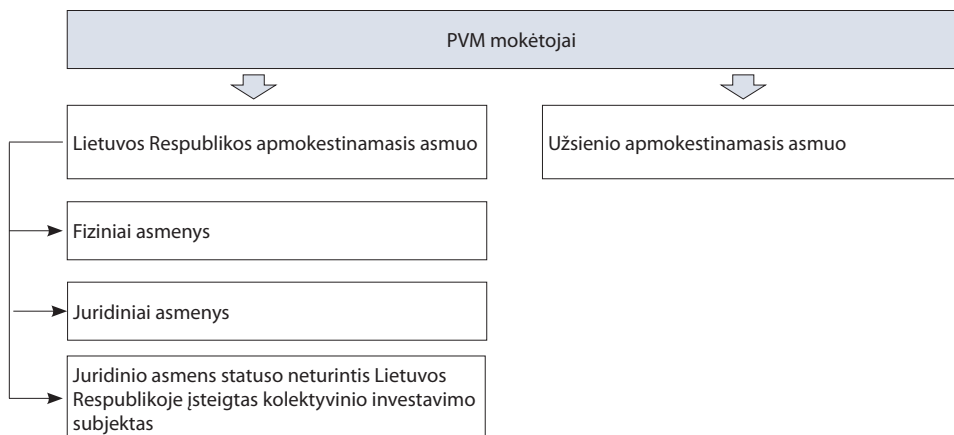 PVM mokėtojai
Lietuvos Respublikos apmokestinamasis asmuo
Užsienio apmokestinamasis asmuo
Fiziniai asmenys
Juridiniai asmenys
Juridinio asmens statuso neturintis Lietuvos
Respublikoje įsteigtas kolektyvinio investavimo
subjektas